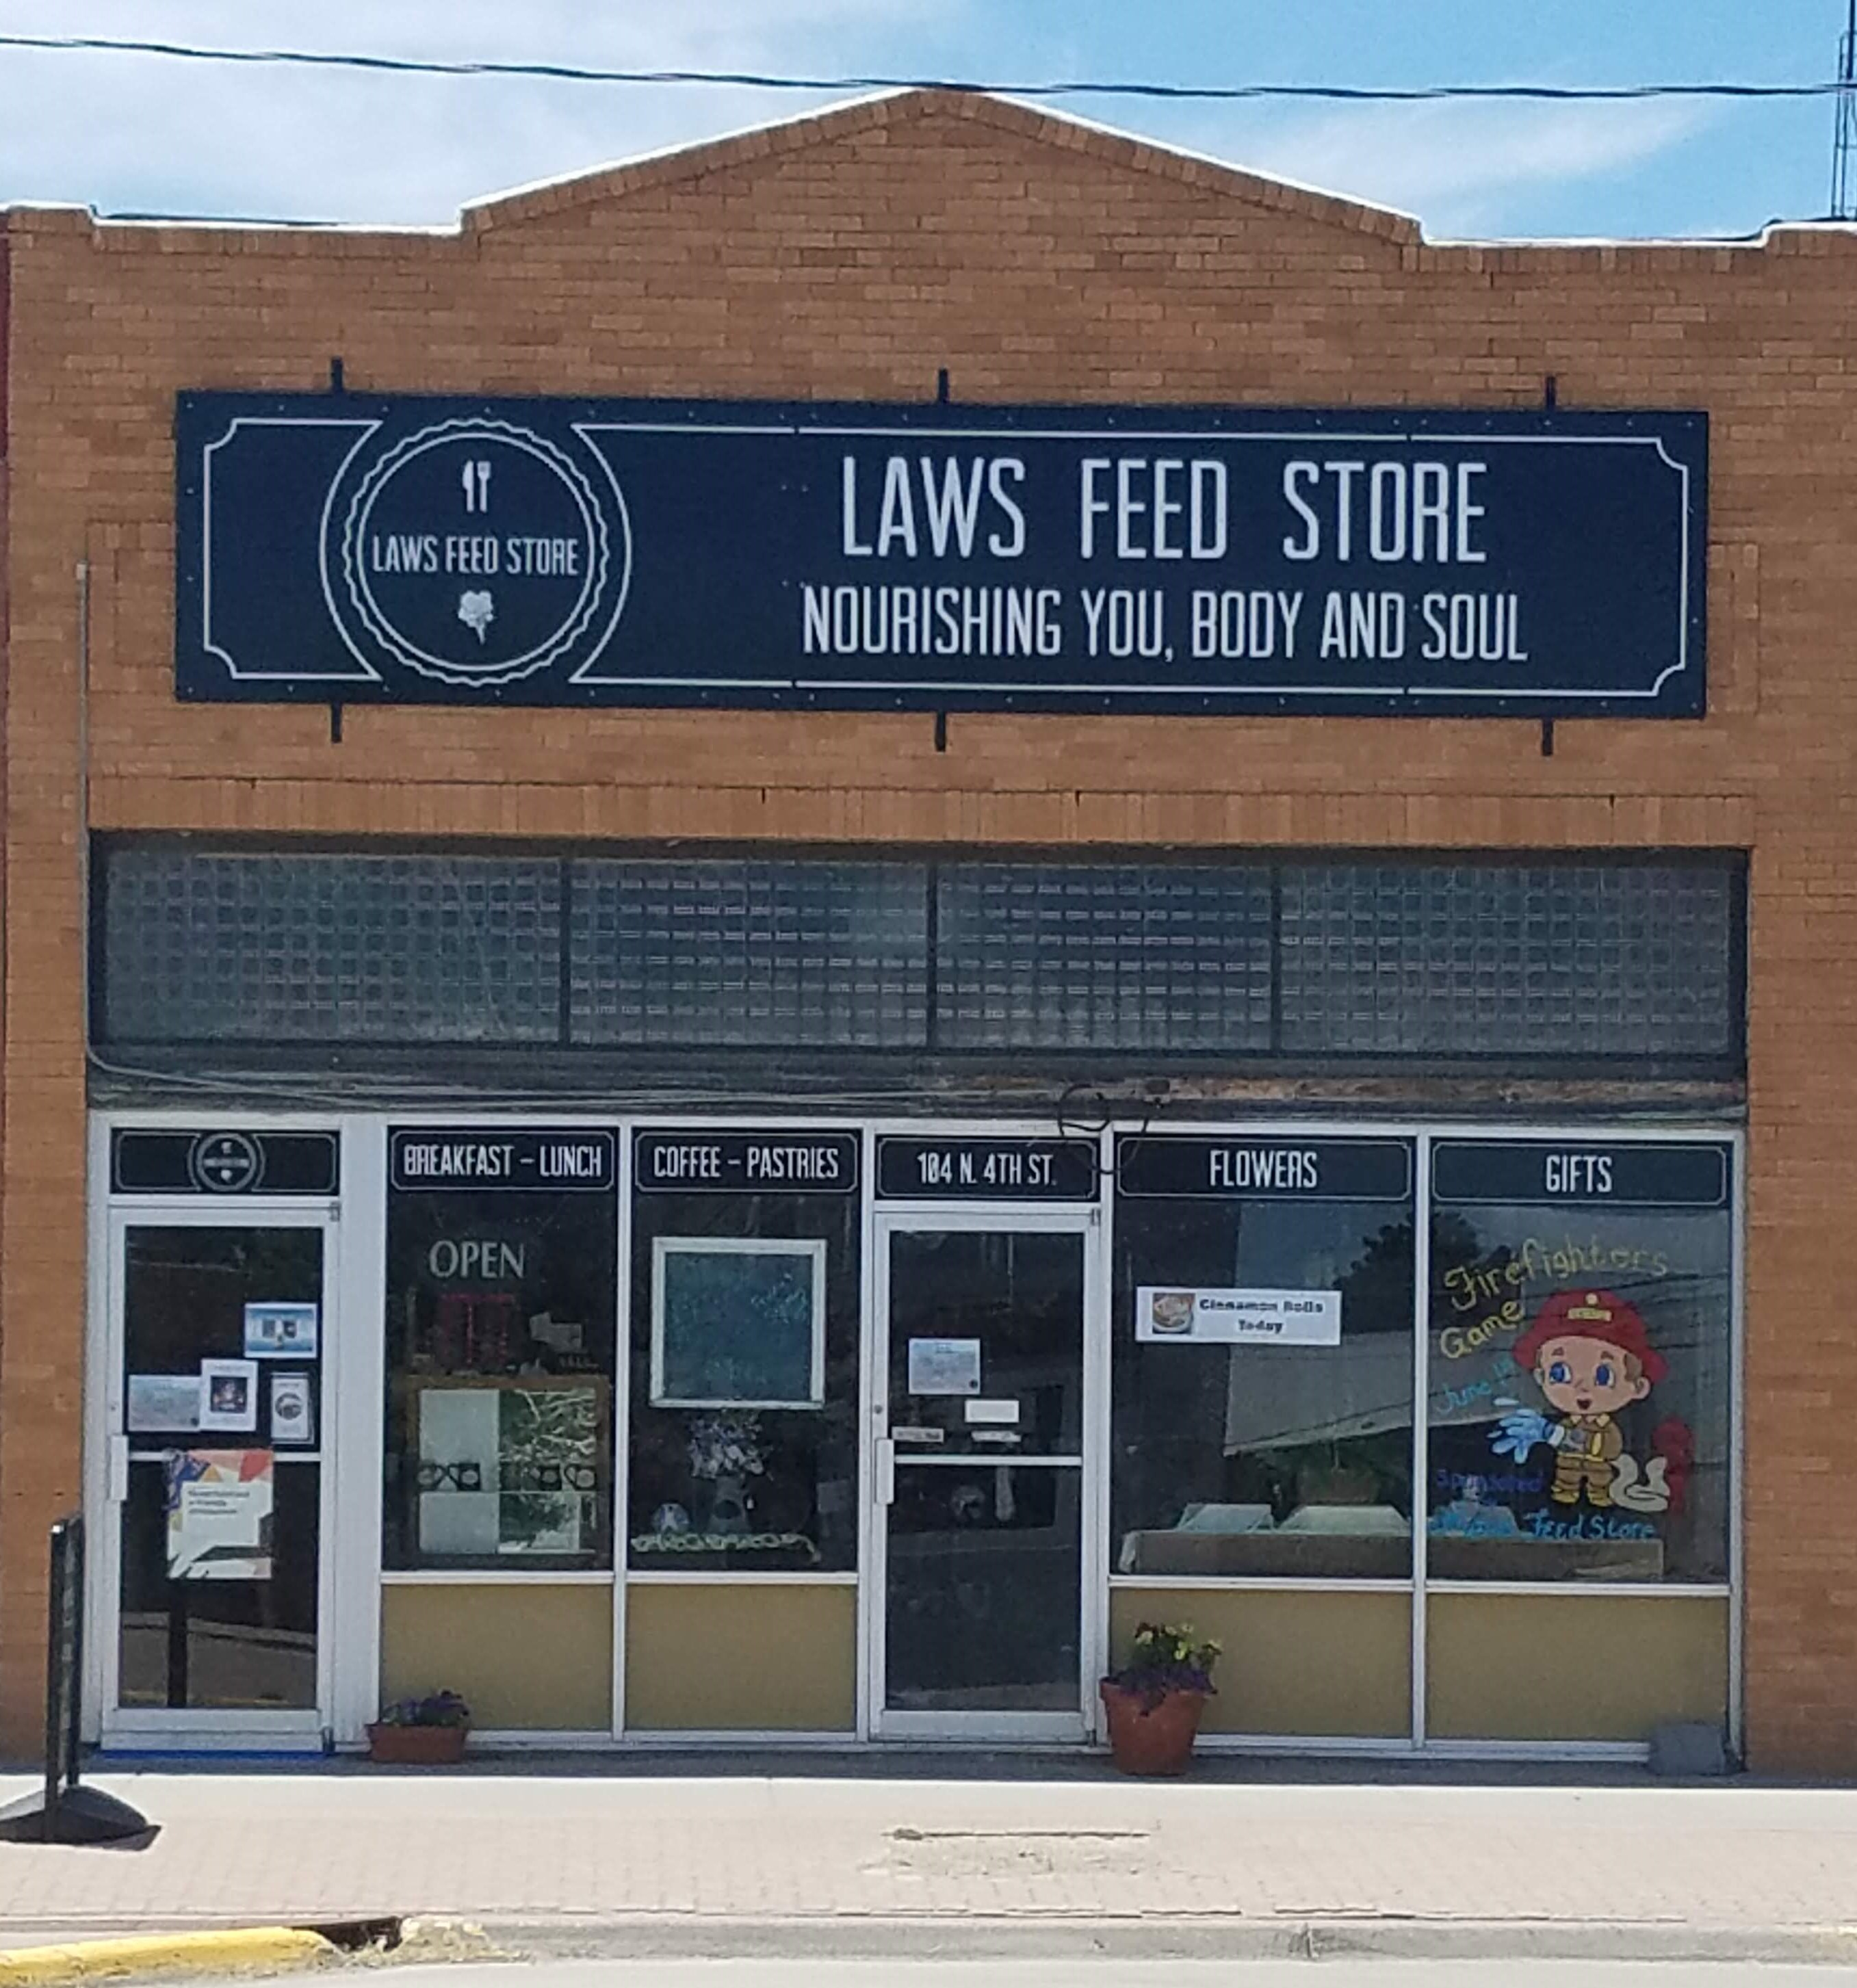 LAWS FEED STORE
LAWS FEED STORE
NOURISHING YOU, BODY AND SOUL
BREAKFAST – LUNCH
COFFEE – PASTRIES
104 N. 4TH ST.
FLOWERS
GIFTS
OPEN
Cinnamon Rolls
Today
Firefighters
Game
June
Sponsored
Feed Store